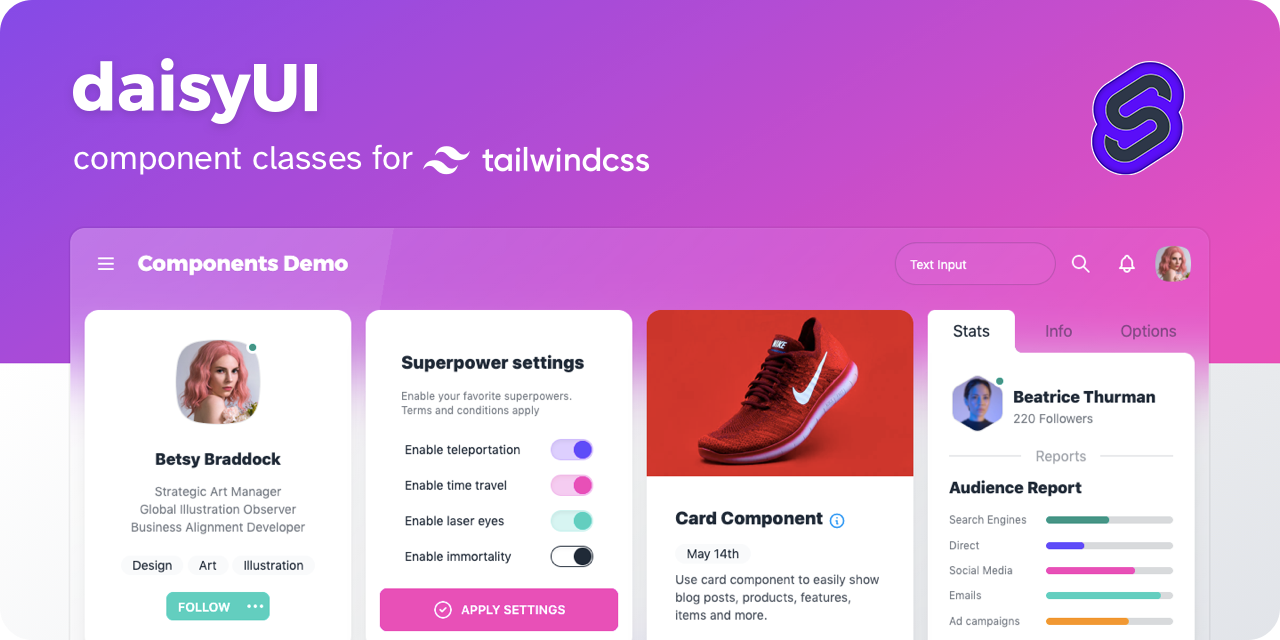 daisyUI
component classes for tailwindcss
Components Demo
Text Input
Betsy Braddock
Strategic Art Manager
Global Illustration Observer
Business Alignment Developer
Design Art Illustration
FOLLOW
Superpower settings
Enable your favorite superpowers.
Terms and conditions apply
Enable teleportation
Enable time travel
Enable laser eyes
Enable immortality
APPLY SETTINGS
NIKE
Card Component
May 14th
Use card component to easily show
blog posts, products, features,
items and more.
Stats Info Options
Beatrice Thurman
220 Followers
Reports
Audience Report
Search Engines
Direct
Social Media
Emails
Ad campaigns